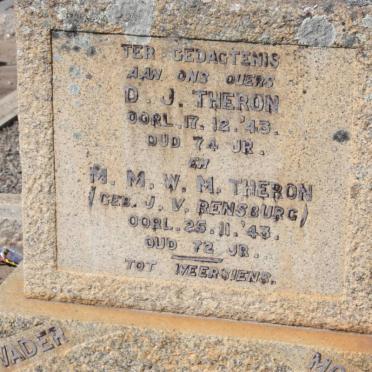 TER GEDAGTENIS
AAN ONS OUERS
D. J. THERON
OORL. 17. 12. '43.
OUD 74 JR.
EN
M. M. W. M. THERON
(GEB. J. V. RENSBURG)
OORL. 25. 11. '43.
OUD 72 JR.
TOT WEERSIENS.
VADER
MO